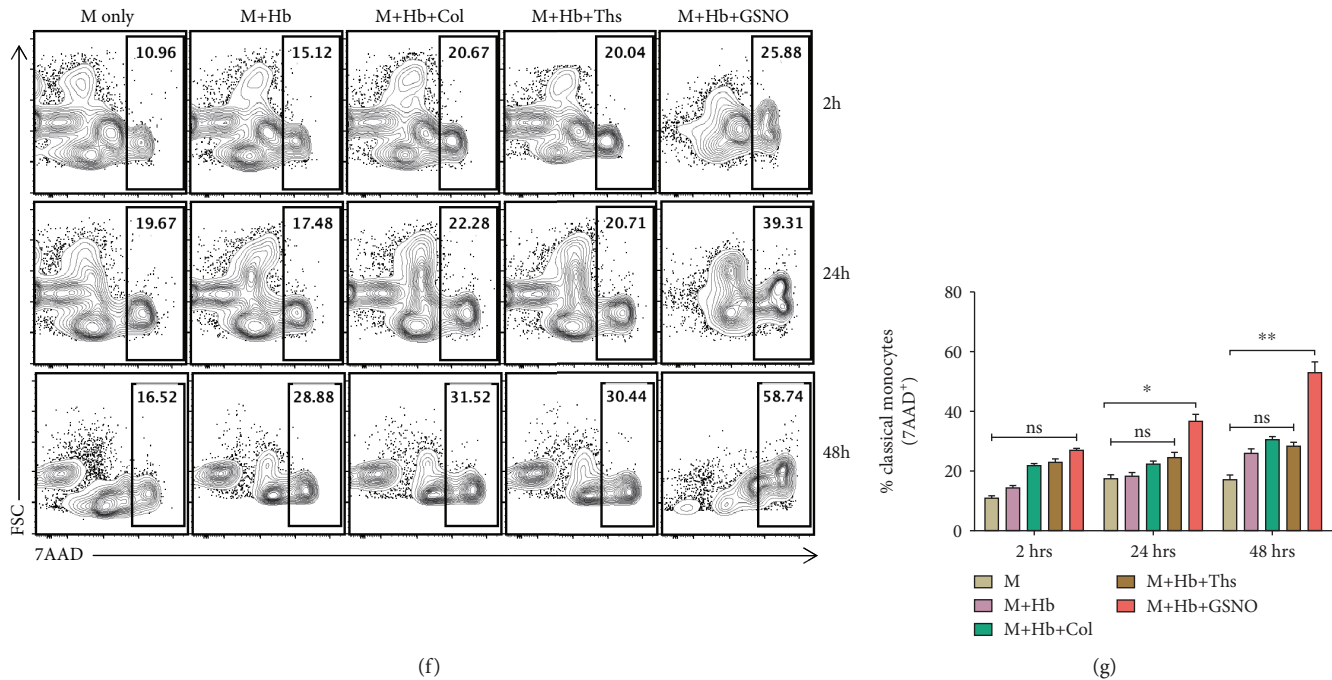 M only M+Hb M+Hb+Col M+Hb+Ths M+Hb+GSNO
10.96 15.12 20.67 20.04 25.88
2h
19.67 17.48 22.28 20.71 39.31
24h
16.52 28.88 31.52 30.44 58.74
48h
FSC
7AAD
(f)
% classical monocytes
(7AAD⁺)
80
60
40
20
0
ns
ns
*
ns
**
2 hrs 24 hrs 48 hrs
M
M+Hb
M+Hb+Col
M+Hb+Ths
M+Hb+GSNO
(g)